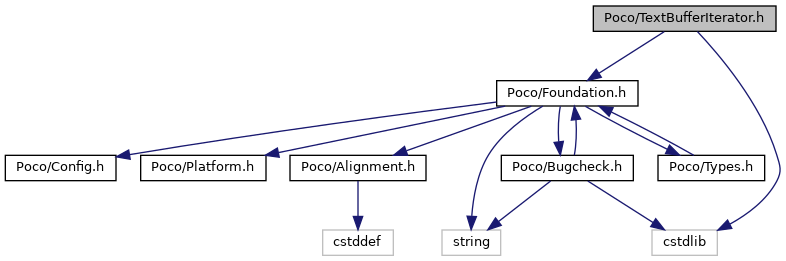 Poco/TextBufferIterator.h
Poco/Foundation.h
Poco/Config.h
Poco/Platform.h
Poco/Alignment.h
Poco/Bugcheck.h
Poco/Types.h
cstddef
string
cstdlib